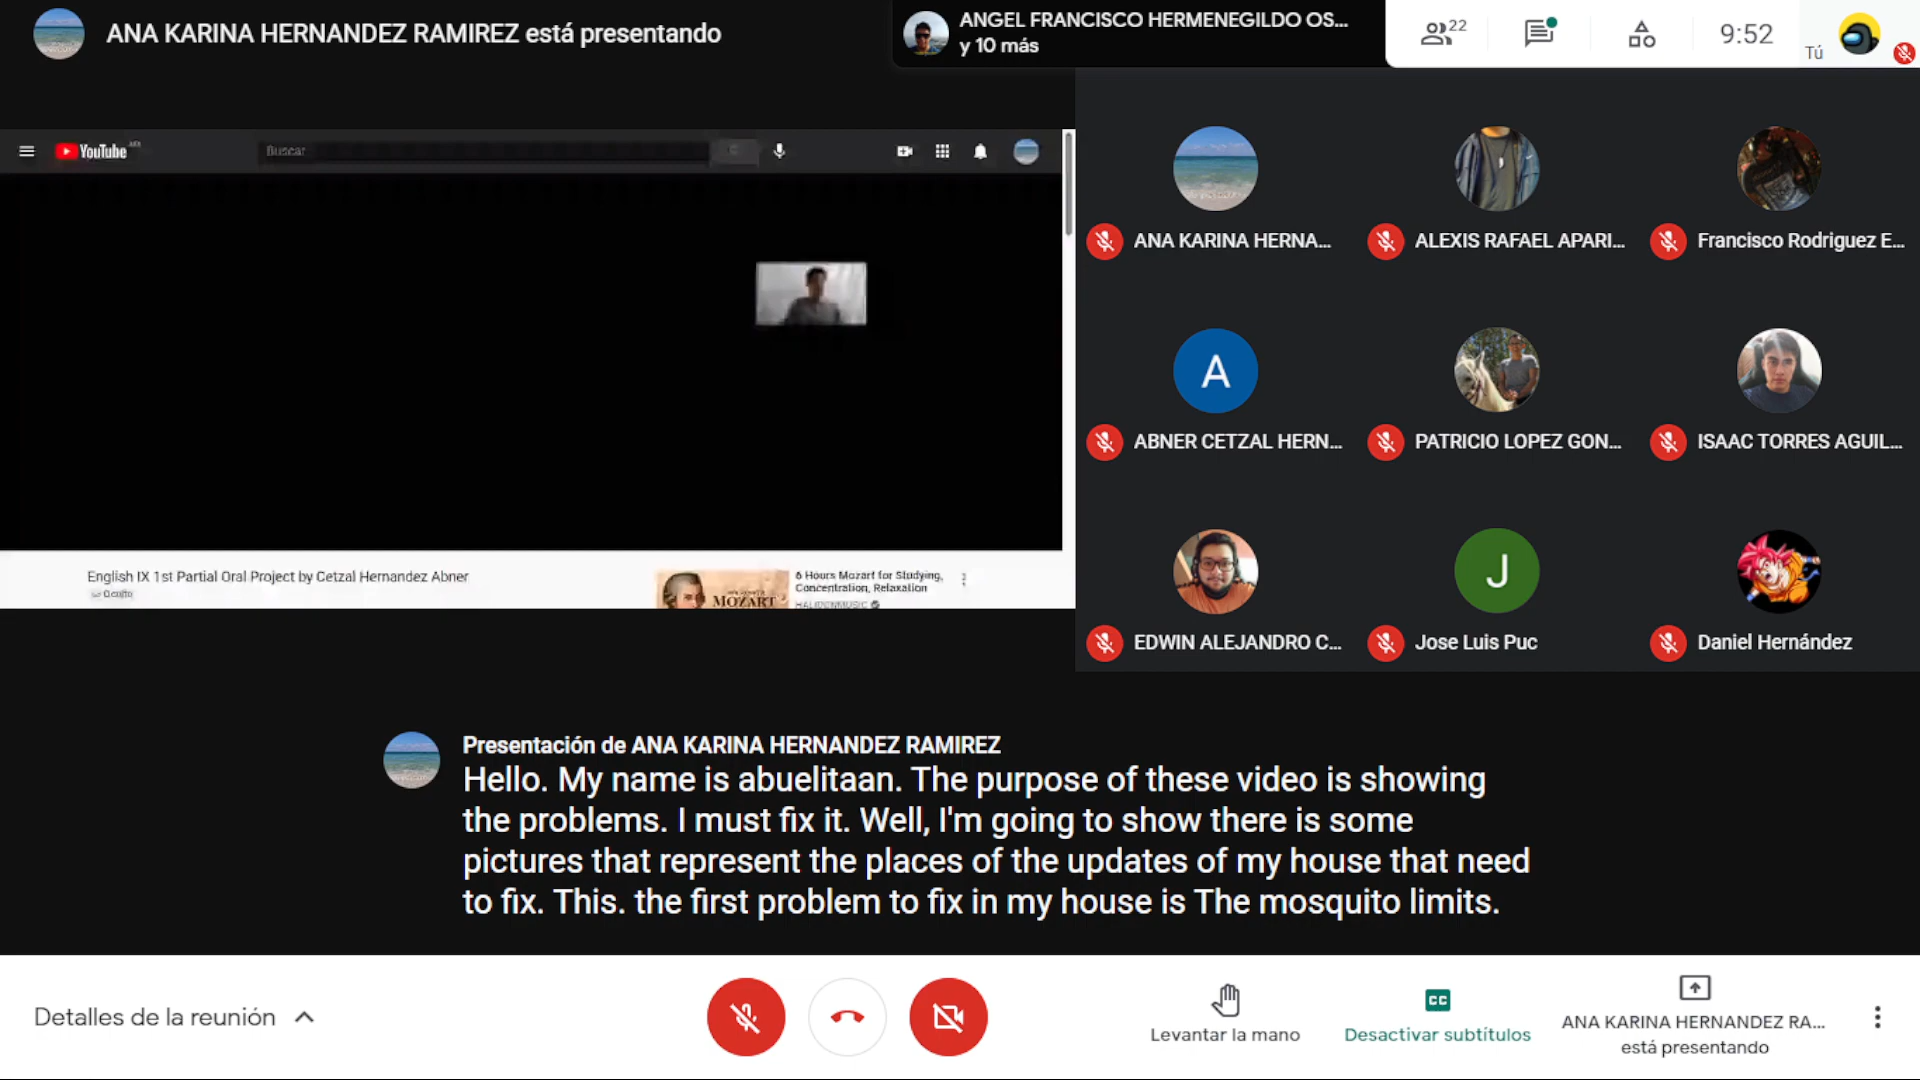 ANA KARINA HERNANDEZ RAMIREZ está presentando
ANGEL FRANCISCO HERMENEGILDO OS...
y 10 más
22
9:52
Tú
YouTube MX
Buscar
ANA KARINA HERNA...
ALEXIS RAFAEL APARI...
Francisco Rodriguez E...
A
ABNER CETZAL HERN...
PATRICIO LOPEZ GON...
ISAAC TORRES AGUIL...
EDWIN ALEJANDRO C...
J
Jose Luis Puc
Daniel Hernández
English IX 1st Partial Oral Project by Cetzal Hernandez Abner
Oculto
MOZART
6 Hours Mozart for Studying,
Concentration, Relaxation
HALIDONMUSIC
Presentación de ANA KARINA HERNANDEZ RAMIREZ
Hello. My name is abuelitaan. The purpose of these video is showing
the problems. I must fix it. Well, I'm going to show there is some
pictures that represent the places of the updates of my house that need
to fix. This. the first problem to fix in my house is The mosquito limits.
Detalles de la reunión
Levantar la mano
CC
Desactivar subtítulos
ANA KARINA HERNANDEZ RA...
está presentando